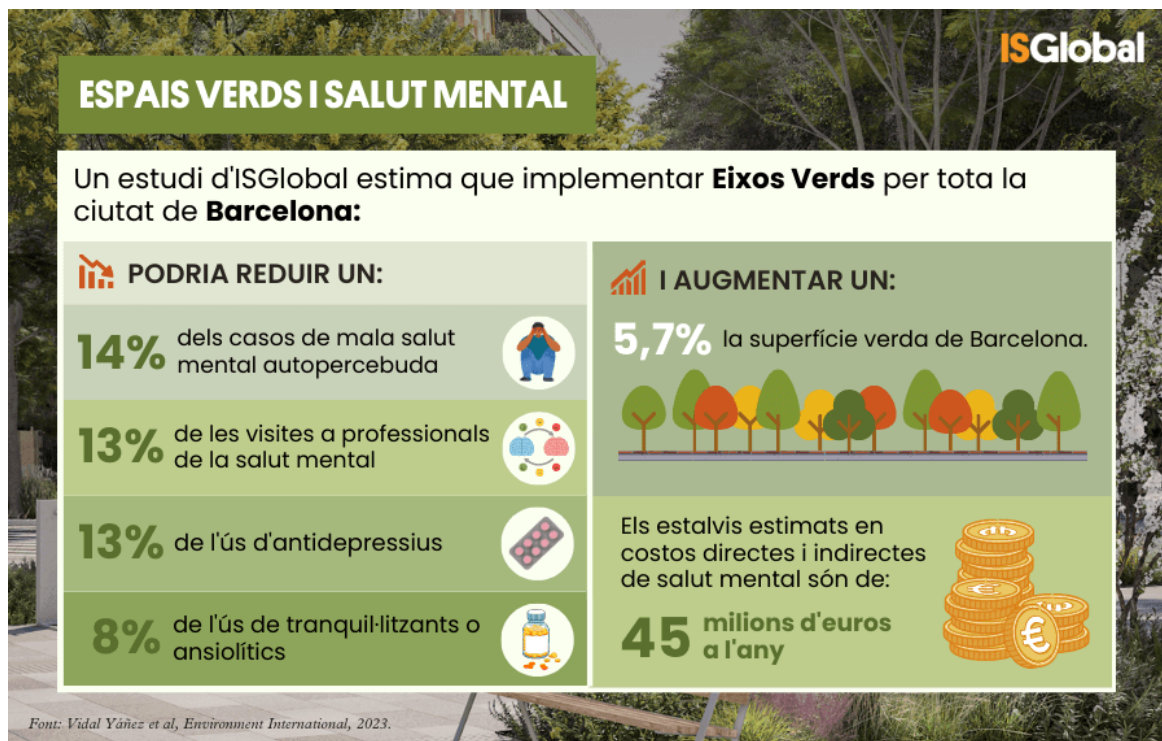 ISGlobal
ESPAIS VERDS I SALUT MENTAL
Un estudi d'ISGlobal estima que implementar Eixos Verds per tota la
ciutat de Barcelona:
PODRIA REDUIR UN:
14%
dels casos de mala salut
mental autopercebuda
13%
de les visites a professionals
de la salut mental
13%
de l'ús d'antidepressius
8%
de l'ús de tranquil·litzants o
ansiolítics
I AUGMENTAR UN:
5,7% la superfície verda de Barcelona.
Els estalvis estimats en
costos directes i indirectes
de salut mental són de:
45
milions d'euros
a l'any
Font: Vidal Yáñez et al, Environment International, 2023.